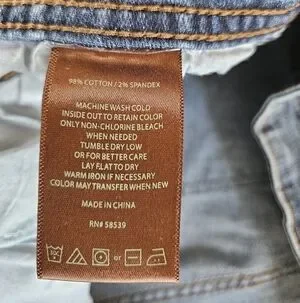 98% COTTON / 2% SPANDEX
MACHINE WASH COLD
INSIDE OUT TO RETAIN COLOR
ONLY NON-CHLORINE BLEACH
WHEN NEEDED
TUMBLE DRY LOW
OR FOR BETTER CARE
LAY FLAT TO DRY
WARM IRON IF NECESSARY
COLOR MAY TRANSFER WHEN NEW
MADE IN CHINA
RN# 58539
or